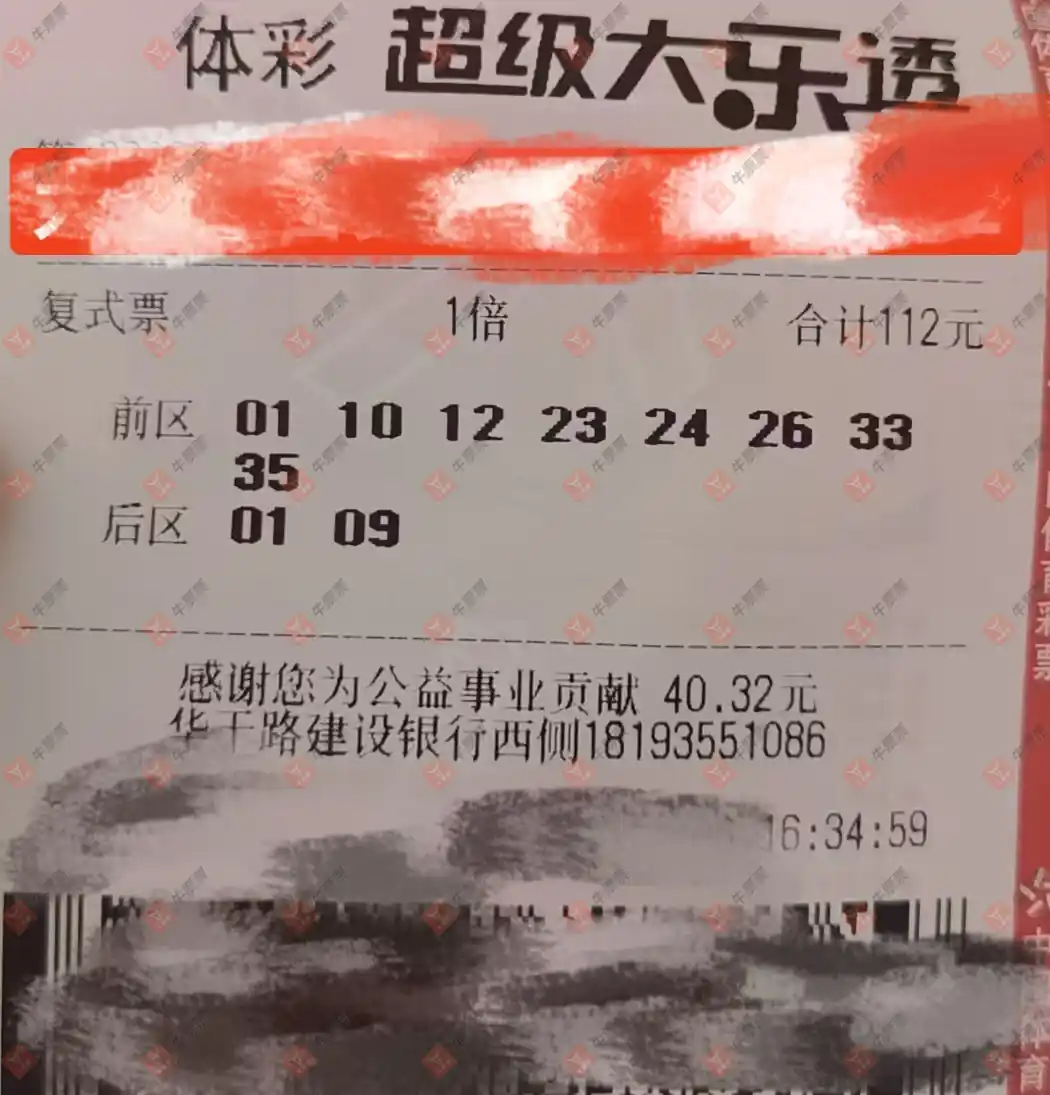 体彩 超级大乐透
复式票 1倍 合计112元
前区 01 10 12 23 24 26 33
35
后区 01 09
感谢您为公益事业贡献 40.32元
华干路建设银行西侧18193551086
16:34:59
牛票票